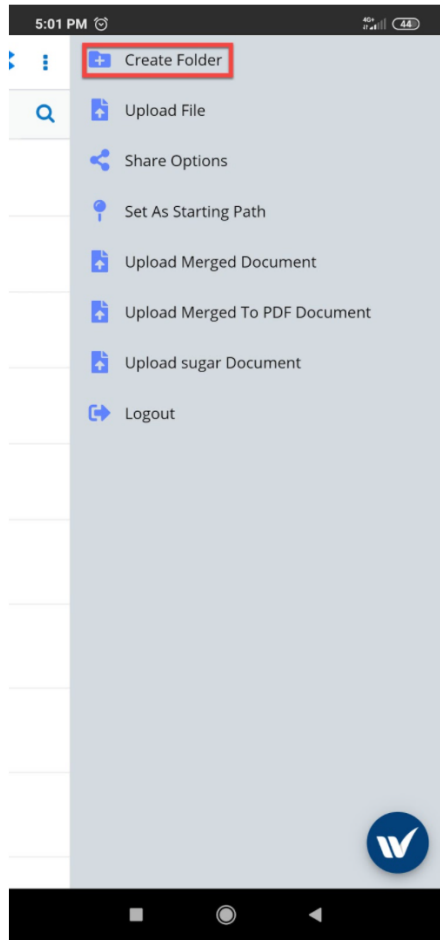 5:01 PM
4G+
44
Create Folder
Upload File
Share Options
Set As Starting Path
Upload Merged Document
Upload Merged To PDF Document
Upload sugar Document
Logout